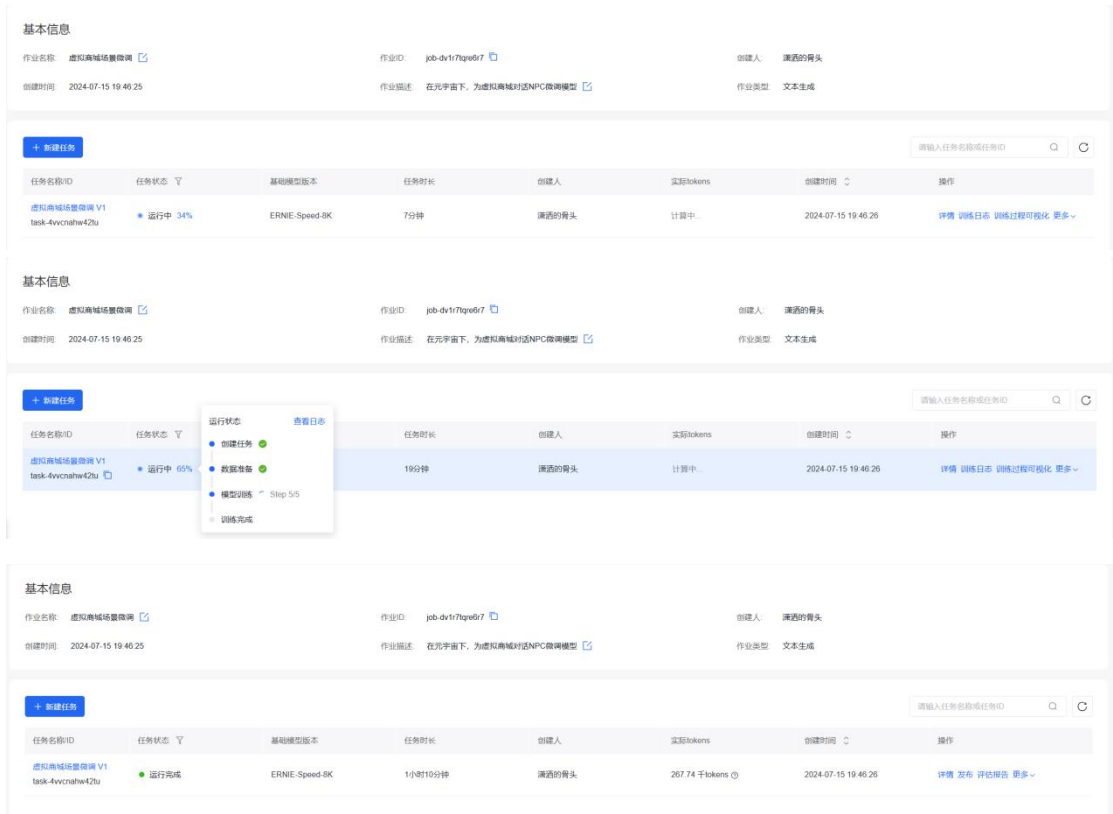 基本信息
作业名称: 虚拟商城场景微调 作业ID: job-dv1r7tqre6r7 创建人: 潇洒的骨头
创建时间: 2024-07-15 19:46:25 作业描述: 在元宇宙下，为虚拟商城对话NPC微调模型 作业类型: 文本生成
+ 新建任务 请输入任务名称或任务ID
任务名称/ID 任务状态 基础模型版本 任务时长 创建人 实际tokens 创建时间 操作
虚拟商城场景微调 V1
task-4vvcnahw42tu 运行中 34% ERNIE-Speed-8K 7分钟 潇洒的骨头 计算中... 2024-07-15 19:46:26 详情 训练日志 训练过程可视化 更多
基本信息
作业名称: 虚拟商城场景微调 作业ID: job-dv1r7tqre6r7 创建人: 潇洒的骨头
创建时间: 2024-07-15 19:46:25 作业描述: 在元宇宙下，为虚拟商城对话NPC微调模型 作业类型: 文本生成
+ 新建任务 请输入任务名称或任务ID
任务名称/ID 任务状态 任务时长 创建人 实际tokens 创建时间 操作
虚拟商城场景微调 V1
task-4vvcnahw42tu 运行中 65% 19分钟 潇洒的骨头 计算中... 2024-07-15 19:46:26 详情 训练日志 训练过程可视化 更多
运行状态 查看日志
创建任务
数据准备
模型训练 Step 5/5
训练完成
基本信息
作业名称: 虚拟商城场景微调 作业ID: job-dv1r7tqre6r7 创建人: 潇洒的骨头
创建时间: 2024-07-15 19:46:25 作业描述: 在元宇宙下，为虚拟商城对话NPC微调模型 作业类型: 文本生成
+ 新建任务 请输入任务名称或任务ID
任务名称/ID 任务状态 基础模型版本 任务时长 创建人 实际tokens 创建时间 操作
虚拟商城场景微调 V1
task-4vvcnahw42tu 运行完成 ERNIE-Speed-8K 1小时10分钟 潇洒的骨头 267.74 千tokens 2024-07-15 19:46:26 详情 发布 评估报告 更多